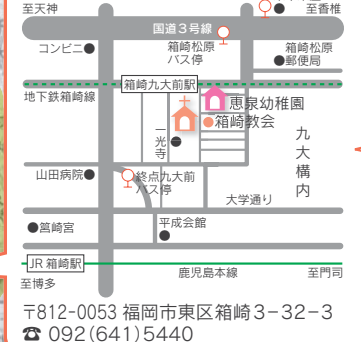 至天神
至香椎
国道3号線
コンビニ●
箱崎松原
バス停
箱崎松原
●郵便局
箱崎九大前駅
地下鉄箱崎線
恵泉幼稚園
●箱崎教会
一光寺
九大構内
山田病院●
終点九大前
バス停
大学通り
●筥崎宮
平成会館
●
JR 箱崎駅
鹿児島本線
至博多
至門司
〒812-0053 福岡市東区箱崎3-32-3
☎ 092(641)5440